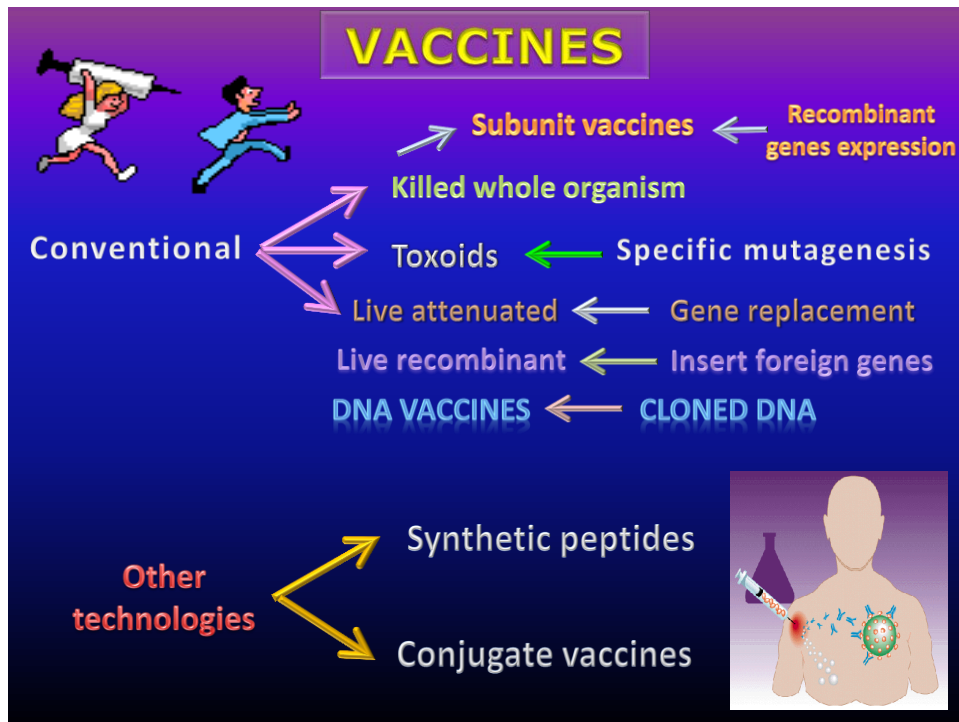 VACCINES
Subunit vaccines
Recombinant
genes expression
Killed whole organism
Conventional
Toxoids
Specific mutagenesis
Live attenuated
Gene replacement
Live recombinant
Insert foreign genes
DNA VACCINES
CLONED DNA
Synthetic peptides
Other
technologies
Conjugate vaccines